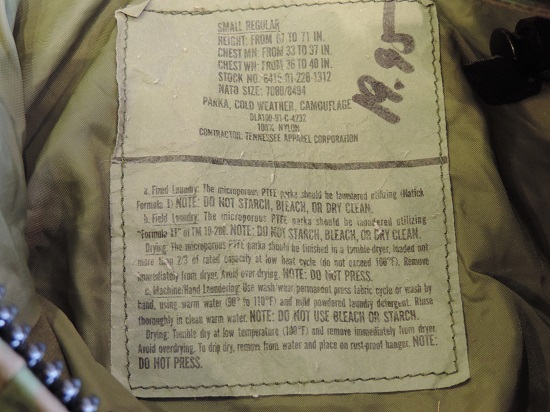 SMALL REGULAR
HEIGHT: FROM 67 TO 71 IN.
CHEST MN: FROM 33 TO 37 IN.
CHEST WN: FROM 36 TO 40 IN.
STOCK NO. 8415-01-228-1312
NATO SIZE: 7080/8494
PARKA, COLD WEATHER, CAMOUFLAGE
DLA100-91-C-4232
100% NYLON
CONTRACTOR: TENNESSEE APPAREL CORPORATION
19.95
a. Fixed Laundry: The microporous PTFE parka should be laundered utilizing (Natick
Formula 1) NOTE: DO NOT STARCH, BLEACH, OR DRY CLEAN.
b. Field Laundry. The microporous PTFE parka should be laundered utilizing
"Formula II" of TM 10-280. NOTE: DO NOT STARCH, BLEACH, OR DRY CLEAN.
Drying: The microporous PTFE parka should be finished in a tumble-dryer, loaded not
more than 2/3 of rated capacity at low heat cycle (do not exceed 100°F). Remove
immediately from dryer. Avoid over drying. NOTE: DO NOT PRESS.
c. Machine/Hand Laundering: Use wash wear permanent press fabric cycle or wash by
hand, using warm water (90° to 110°F) and mild powdered laundry detergent. Rinse
thoroughly in clean warm water. NOTE: DO NOT USE BLEACH OR STARCH.
Drying: Tumble dry at low temperature (100°F) and remove immediately from dryer.
Avoid overdrying. To drip dry, remove from water and place on rust-proof hanger. NOTE:
DO NOT PRESS.